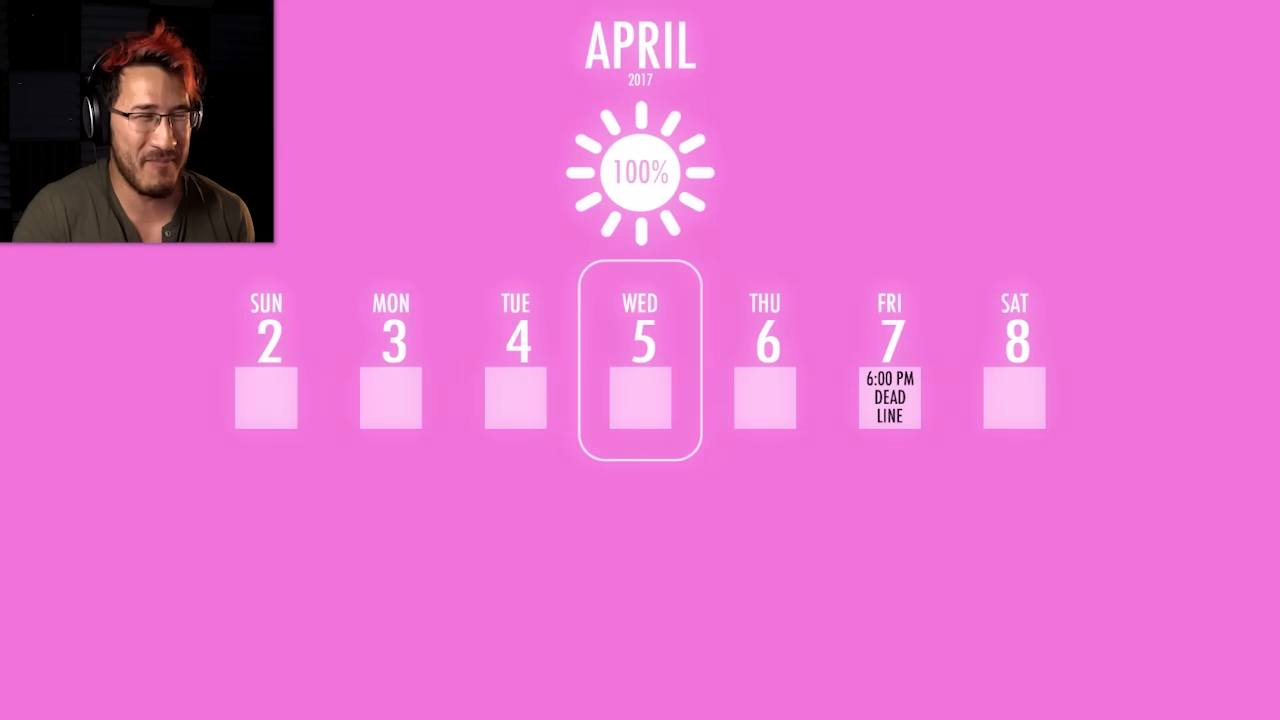 APRIL
2017
100%
SUN
2
MON
3
TUE
4
WED
5
THU
6
FRI
7
6:00 PM
DEAD
LINE
SAT
8